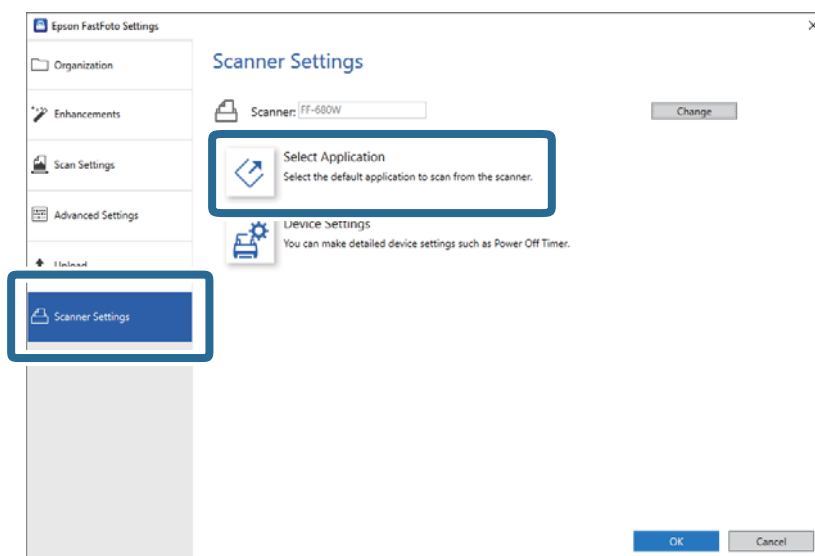 Epson FastFoto Settings
Organization
Enhancements
Scan Settings
Advanced Settings
Upload
Scanner Settings
Scanner Settings
Scanner: FF-680W
Change
Select Application
Select the default application to scan from the scanner.
Device Settings
You can make detailed device settings such as Power Off Timer.
OK
Cancel